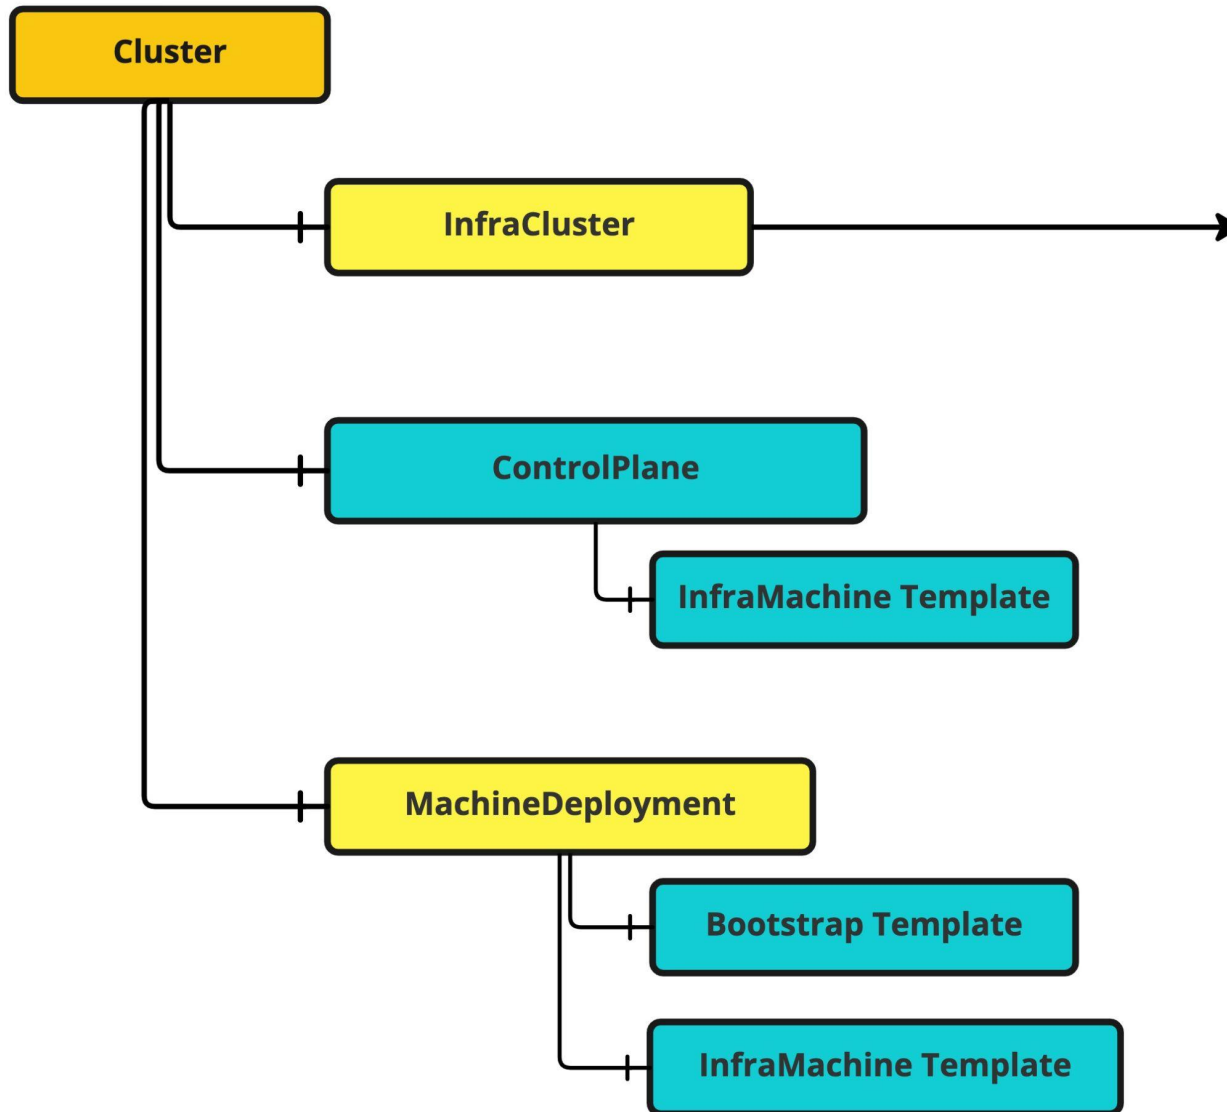 Cluster
InfraCluster
ControlPlane
InfraMachine Template
MachineDeployment
Bootstrap Template
InfraMachine Template